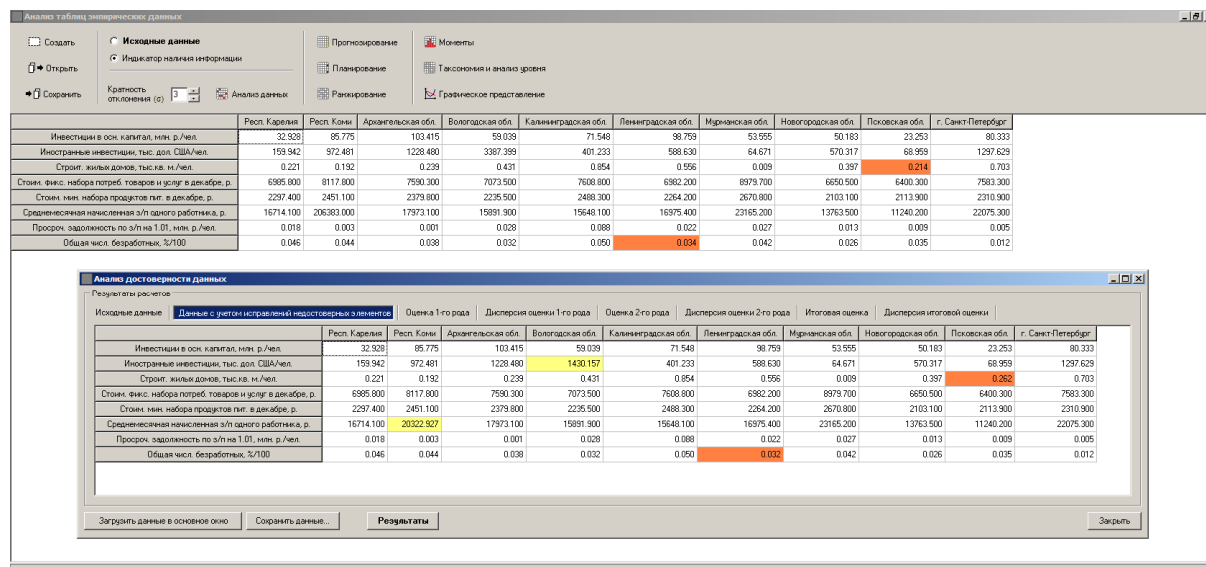 Анализ таблиц эмпирических данных
Создать
Открыть
Сохранить
Исходные данные
Индикатор наличия информации
Кратность
отклонения (σ) 3
Анализ данных
Прогнозирование
Планирование
Ранжирование
Моменты
Таксономия и анализ уровня
Графическое представление
Респ. Карелия Респ. Коми Архангельская обл. Вологодская обл. Калининградская обл. Ленинградская обл. Мурманская обл. Новогородская обл. Псковская обл. г. Санкт-Петербург
Инвестиции в осн. капитал, млн. р./чел. 32.928 85.775 103.415 59.039 71.548 98.759 53.555 50.183 23.253 80.333
Иностранные инвестиции, тыс. дол. США/чел. 159.942 972.481 1228.480 3387.399 401.233 588.630 64.671 570.317 68.959 1297.629
Строит. жилых домов, тыс.кв. м./чел. 0.221 0.192 0.239 0.431 0.854 0.556 0.009 0.397 0.214 0.703
Стоим. фикс. набора потреб. товаров и услуг в декабре, р. 6985.800 8117.800 7590.300 7073.500 7608.800 6982.200 8979.700 6650.500 6400.300 7583.300
Стоим. мин. набора продуктов пит. в декабре, р. 2297.400 2451.100 2379.800 2235.500 2488.300 2264.200 2670.800 2103.100 2113.900 2310.900
Среднемесячная начисленная з/п одного работника, р. 16714.100 206383.000 17973.100 15891.900 15648.100 16975.400 23165.200 13763.500 11240.200 22075.300
Просроч. задолжность по з/п на 1.01, млн. р./чел. 0.018 0.003 0.001 0.028 0.088 0.022 0.027 0.013 0.009 0.005
Общая числ. безработных, %/100 0.046 0.044 0.038 0.032 0.050 0.034 0.042 0.026 0.035 0.012
Анализ достоверности данных
Результаты расчетов
Исходные данные Данные с учетом исправлений недостоверных элементов Оценка 1-го рода Дисперсия оценки 1-го рода Оценка 2-го рода Дисперсия оценки 2-го рода Итоговая оценка Дисперсия итоговой оценки
Респ. Карелия Респ. Коми Архангельская обл. Вологодская обл. Калининградская обл. Ленинградская обл. Мурманская обл. Новогородская обл. Псковская обл. г. Санкт-Петербург
Инвестиции в осн. капитал, млн. р./чел. 32.928 85.775 103.415 59.039 71.548 98.759 53.555 50.183 23.253 80.333
Иностранные инвестиции, тыс. дол. США/чел. 159.942 972.481 1228.480 1430.157 401.233 588.630 64.671 570.317 68.959 1297.629
Строит. жилых домов, тыс.кв. м./чел. 0.221 0.192 0.239 0.431 0.854 0.556 0.009 0.397 0.262 0.703
Стоим. фикс. набора потреб. товаров и услуг в декабре, р. 6985.800 8117.800 7590.300 7073.500 7608.800 6982.200 8979.700 6650.500 6400.300 7583.300
Стоим. мин. набора продуктов пит. в декабре, р. 2297.400 2451.100 2379.800 2235.500 2488.300 2264.200 2670.800 2103.100 2113.900 2310.900
Среднемесячная начисленная з/п одного работника, р. 16714.100 20322.927 17973.100 15891.900 15648.100 16975.400 23165.200 13763.500 11240.200 22075.300
Просроч. задолжность по з/п на 1.01, млн. р./чел. 0.018 0.003 0.001 0.028 0.088 0.022 0.027 0.013 0.009 0.005
Общая числ. безработных, %/100 0.046 0.044 0.038 0.032 0.050 0.032 0.042 0.026 0.035 0.012
Загрузить данные в основное окно Сохранить данные... Результаты Закрыть